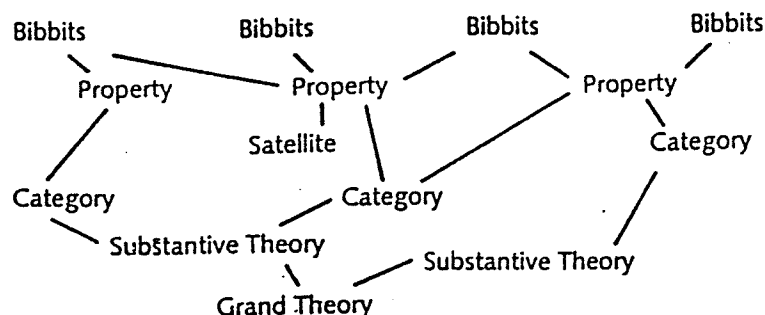 Bibbits Bibbits Bibbits Bibbits
Property Property Property
Satellite Category
Category Category
Substantive Theory Substantive Theory
Grand Theory